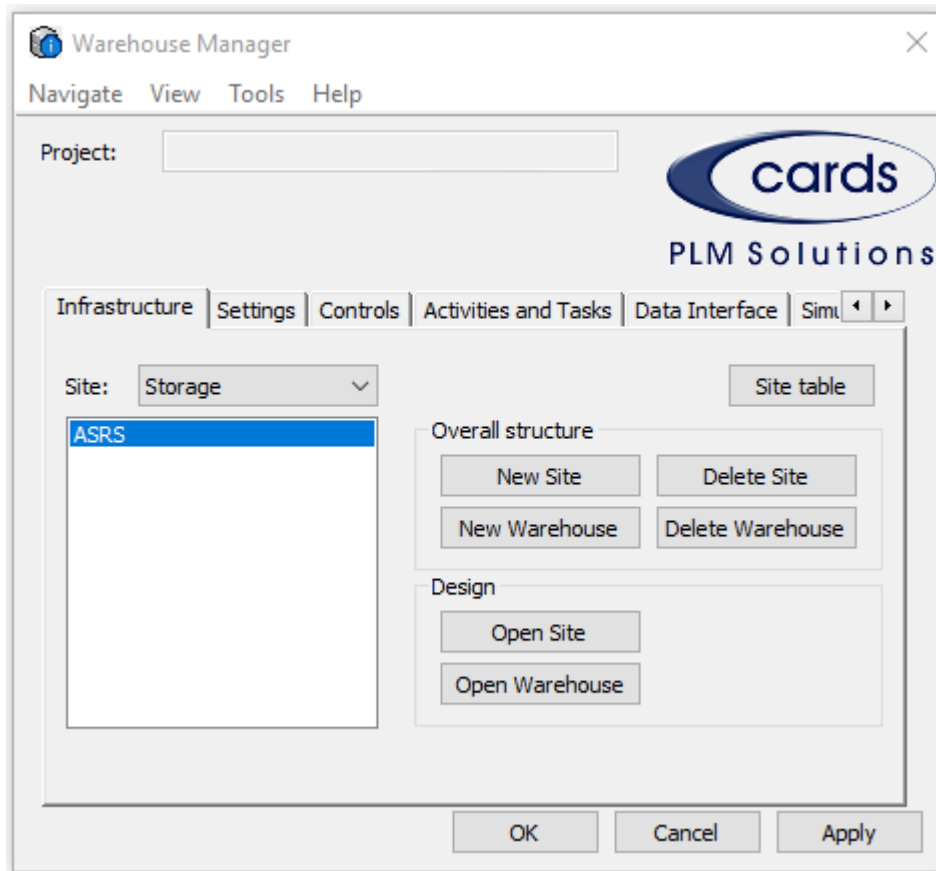 Warehouse Manager
Navigate View Tools Help
Project:
cards
PLM Solutions
Infrastructure Settings Controls Activities and Tasks Data Interface Simu
Site: Storage Site table
ASRS
Overall structure
New Site Delete Site
New Warehouse Delete Warehouse
Design
Open Site
Open Warehouse
OK Cancel Apply